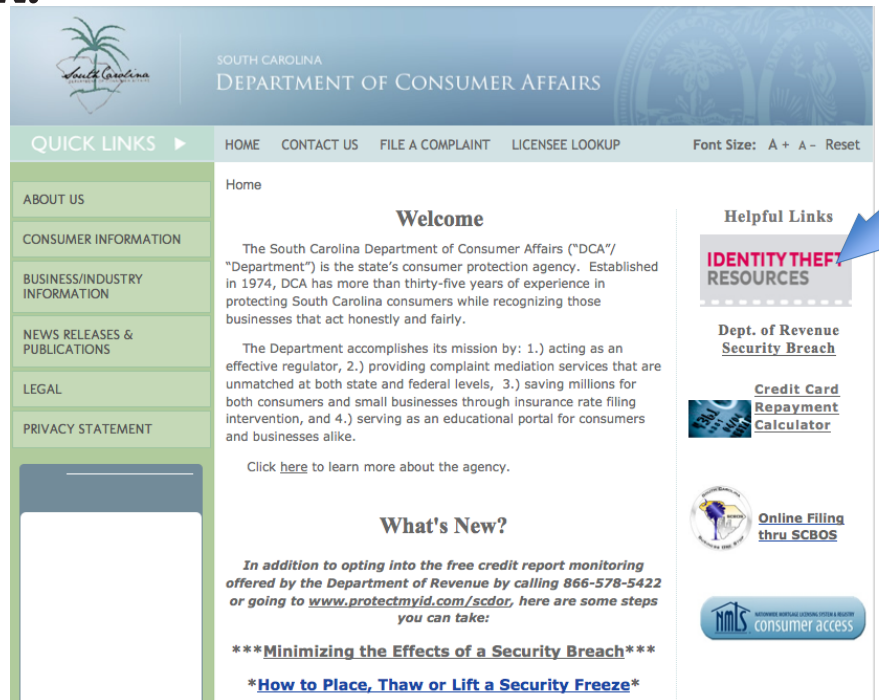 South Carolina
SOUTH CAROLINA
DEPARTMENT OF CONSUMER AFFAIRS
QUICK LINKS
HOME CONTACT US FILE A COMPLAINT LICENSEE LOOKUP Font Size: A + A - Reset
ABOUT US
CONSUMER INFORMATION
BUSINESS/INDUSTRY
INFORMATION
NEWS RELEASES &
PUBLICATIONS
LEGAL
PRIVACY STATEMENT
Home
Welcome
The South Carolina Department of Consumer Affairs ("DCA"/
"Department") is the state's consumer protection agency. Established
in 1974, DCA has more than thirty-five years of experience in
protecting South Carolina consumers while recognizing those
businesses that act honestly and fairly.
The Department accomplishes its mission by: 1.) acting as an
effective regulator, 2.) providing complaint mediation services that are
unmatched at both state and federal levels, 3.) saving millions for
both consumers and small businesses through insurance rate filing
intervention, and 4.) serving as an educational portal for consumers
and businesses alike.
Click here to learn more about the agency.
What's New?
In addition to opting into the free credit report monitoring
offered by the Department of Revenue by calling 866-578-5422
or going to www.protectmyid.com/scdor, here are some steps
you can take:
***Minimizing the Effects of a Security Breach***
*How to Place, Thaw or Lift a Security Freeze*
Helpful Links
IDENTITY THEFT
RESOURCES
Dept. of Revenue
Security Breach
Credit Card
Repayment
Calculator
Online Filing
thru SCBOS
NMLS
NATIONWIDE MORTGAGE LICENSING SYSTEM & REGISTRY
consumer access